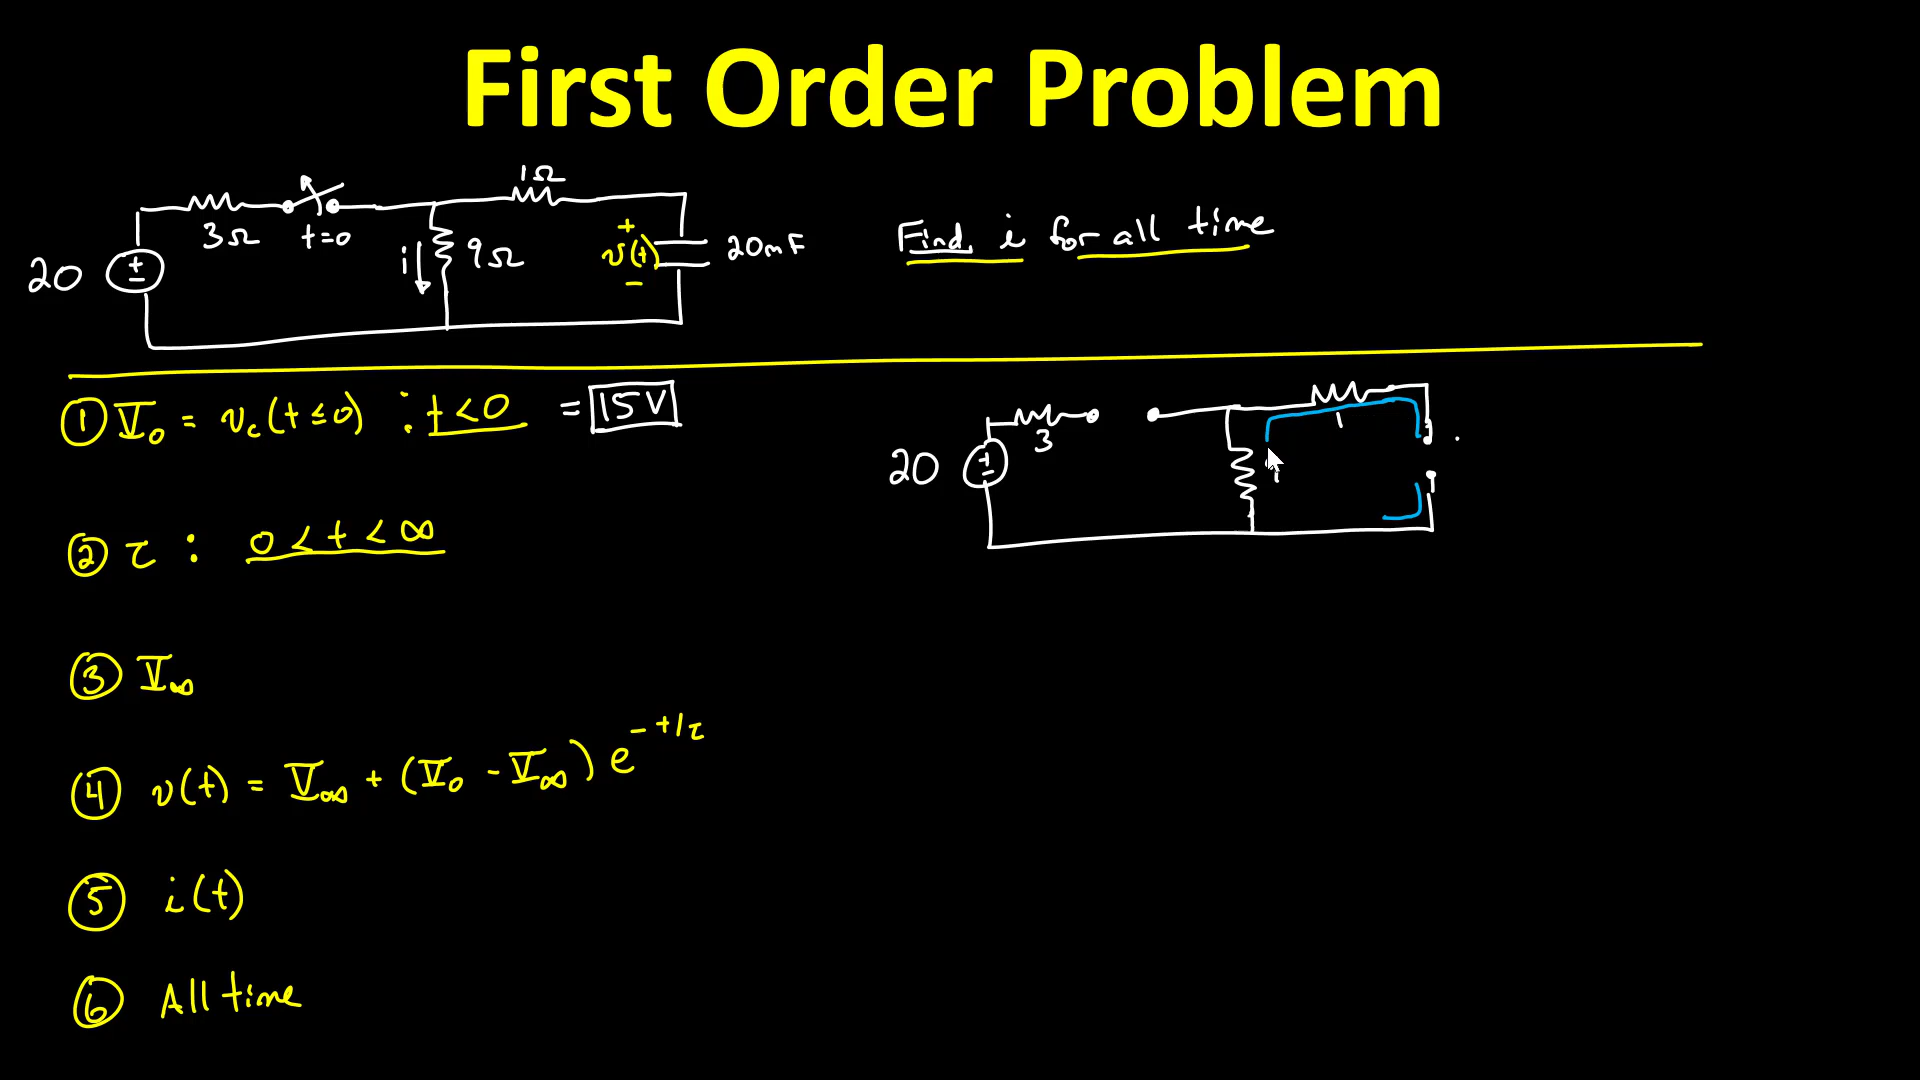 First Order Problem
1Ω
3Ω t=0
20 + −
i 9Ω
+ v(t) −
20mF
Find i for all time
① V₀ = v_c(t ≤ 0) : t < 0 = 15V
20 + − 3 1
② τ : 0 < t < ∞
③ V∞
④ v(t) = V∞ + (V₀ - V∞) e^{-t/τ}
⑤ i(t)
⑥ All time